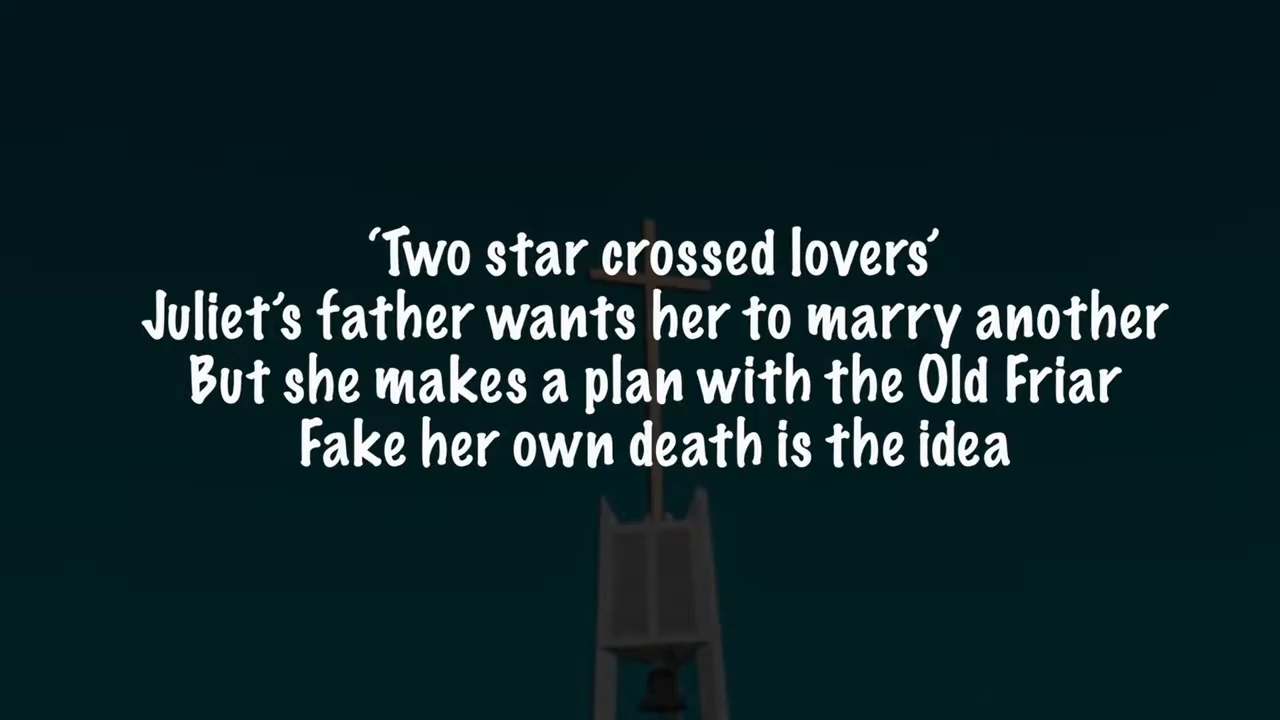 ‘Two star crossed lovers’
Juliet’s father wants her to marry another
But she makes a plan with the Old Friar
Fake her own death is the idea